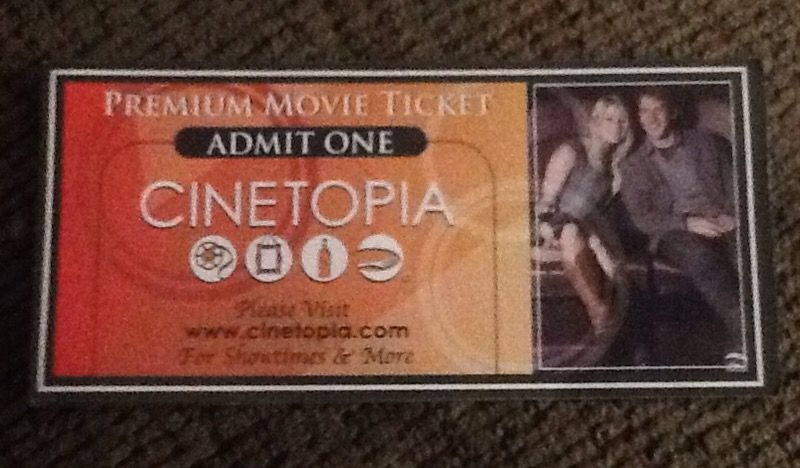 PREMIUM MOVIE TICKET
ADMIT ONE
CINETOPIA
Please Visit
www.cinetopia.com
For Showtimes & More